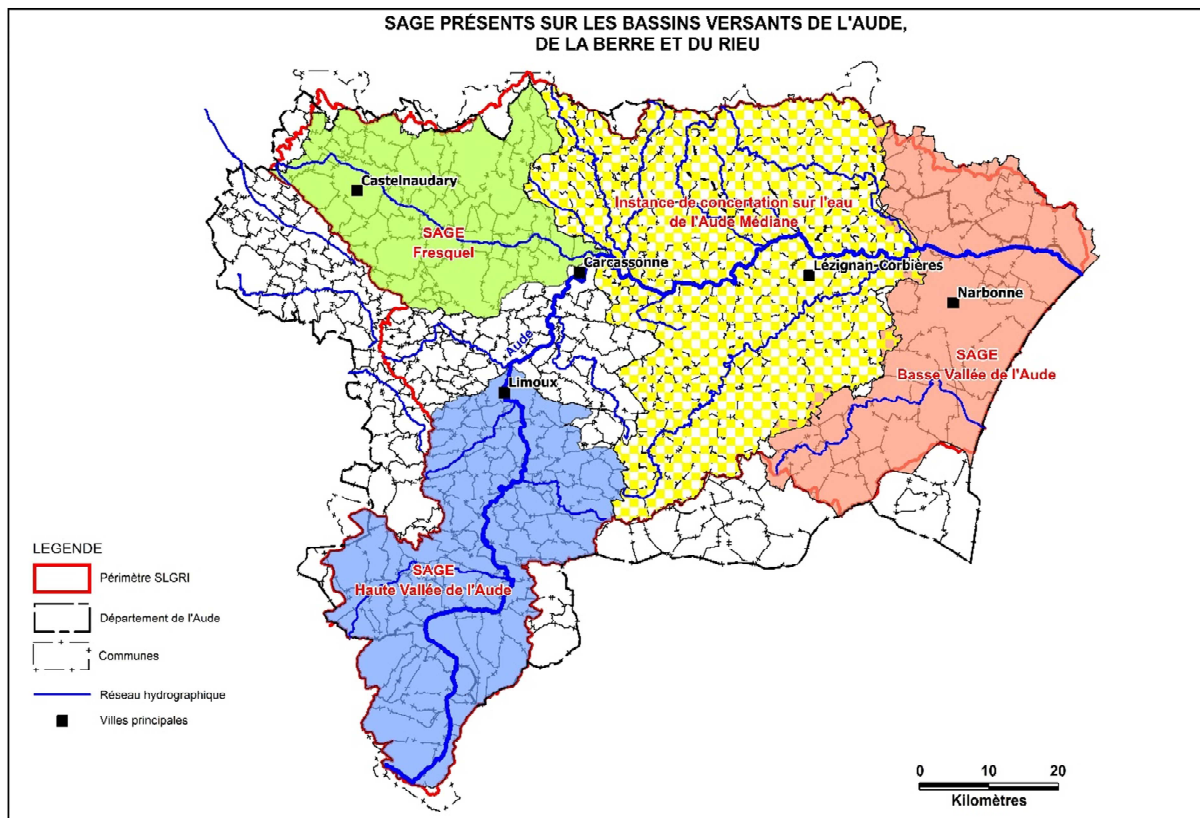 SAGE PRÉSENTS SUR LES BASSINS VERSANTS DE L'AUDE,
DE LA BERRE ET DU RIEU
Castelnaudary
SAGE
Fresquel
Instance de concertation sur l'eau
de l'Aude Médiane
Carcassonne
Lézignan-Corbières
Narbonne
Aude
SAGE
Basse Vallée de l'Aude
Limoux
SAGE
Haute Vallée de l'Aude
LEGENDE
Périmètre SLGRI
Département de l'Aude
Communes
Réseau hydrographique
Villes principales
0 10 20
Kilomètres